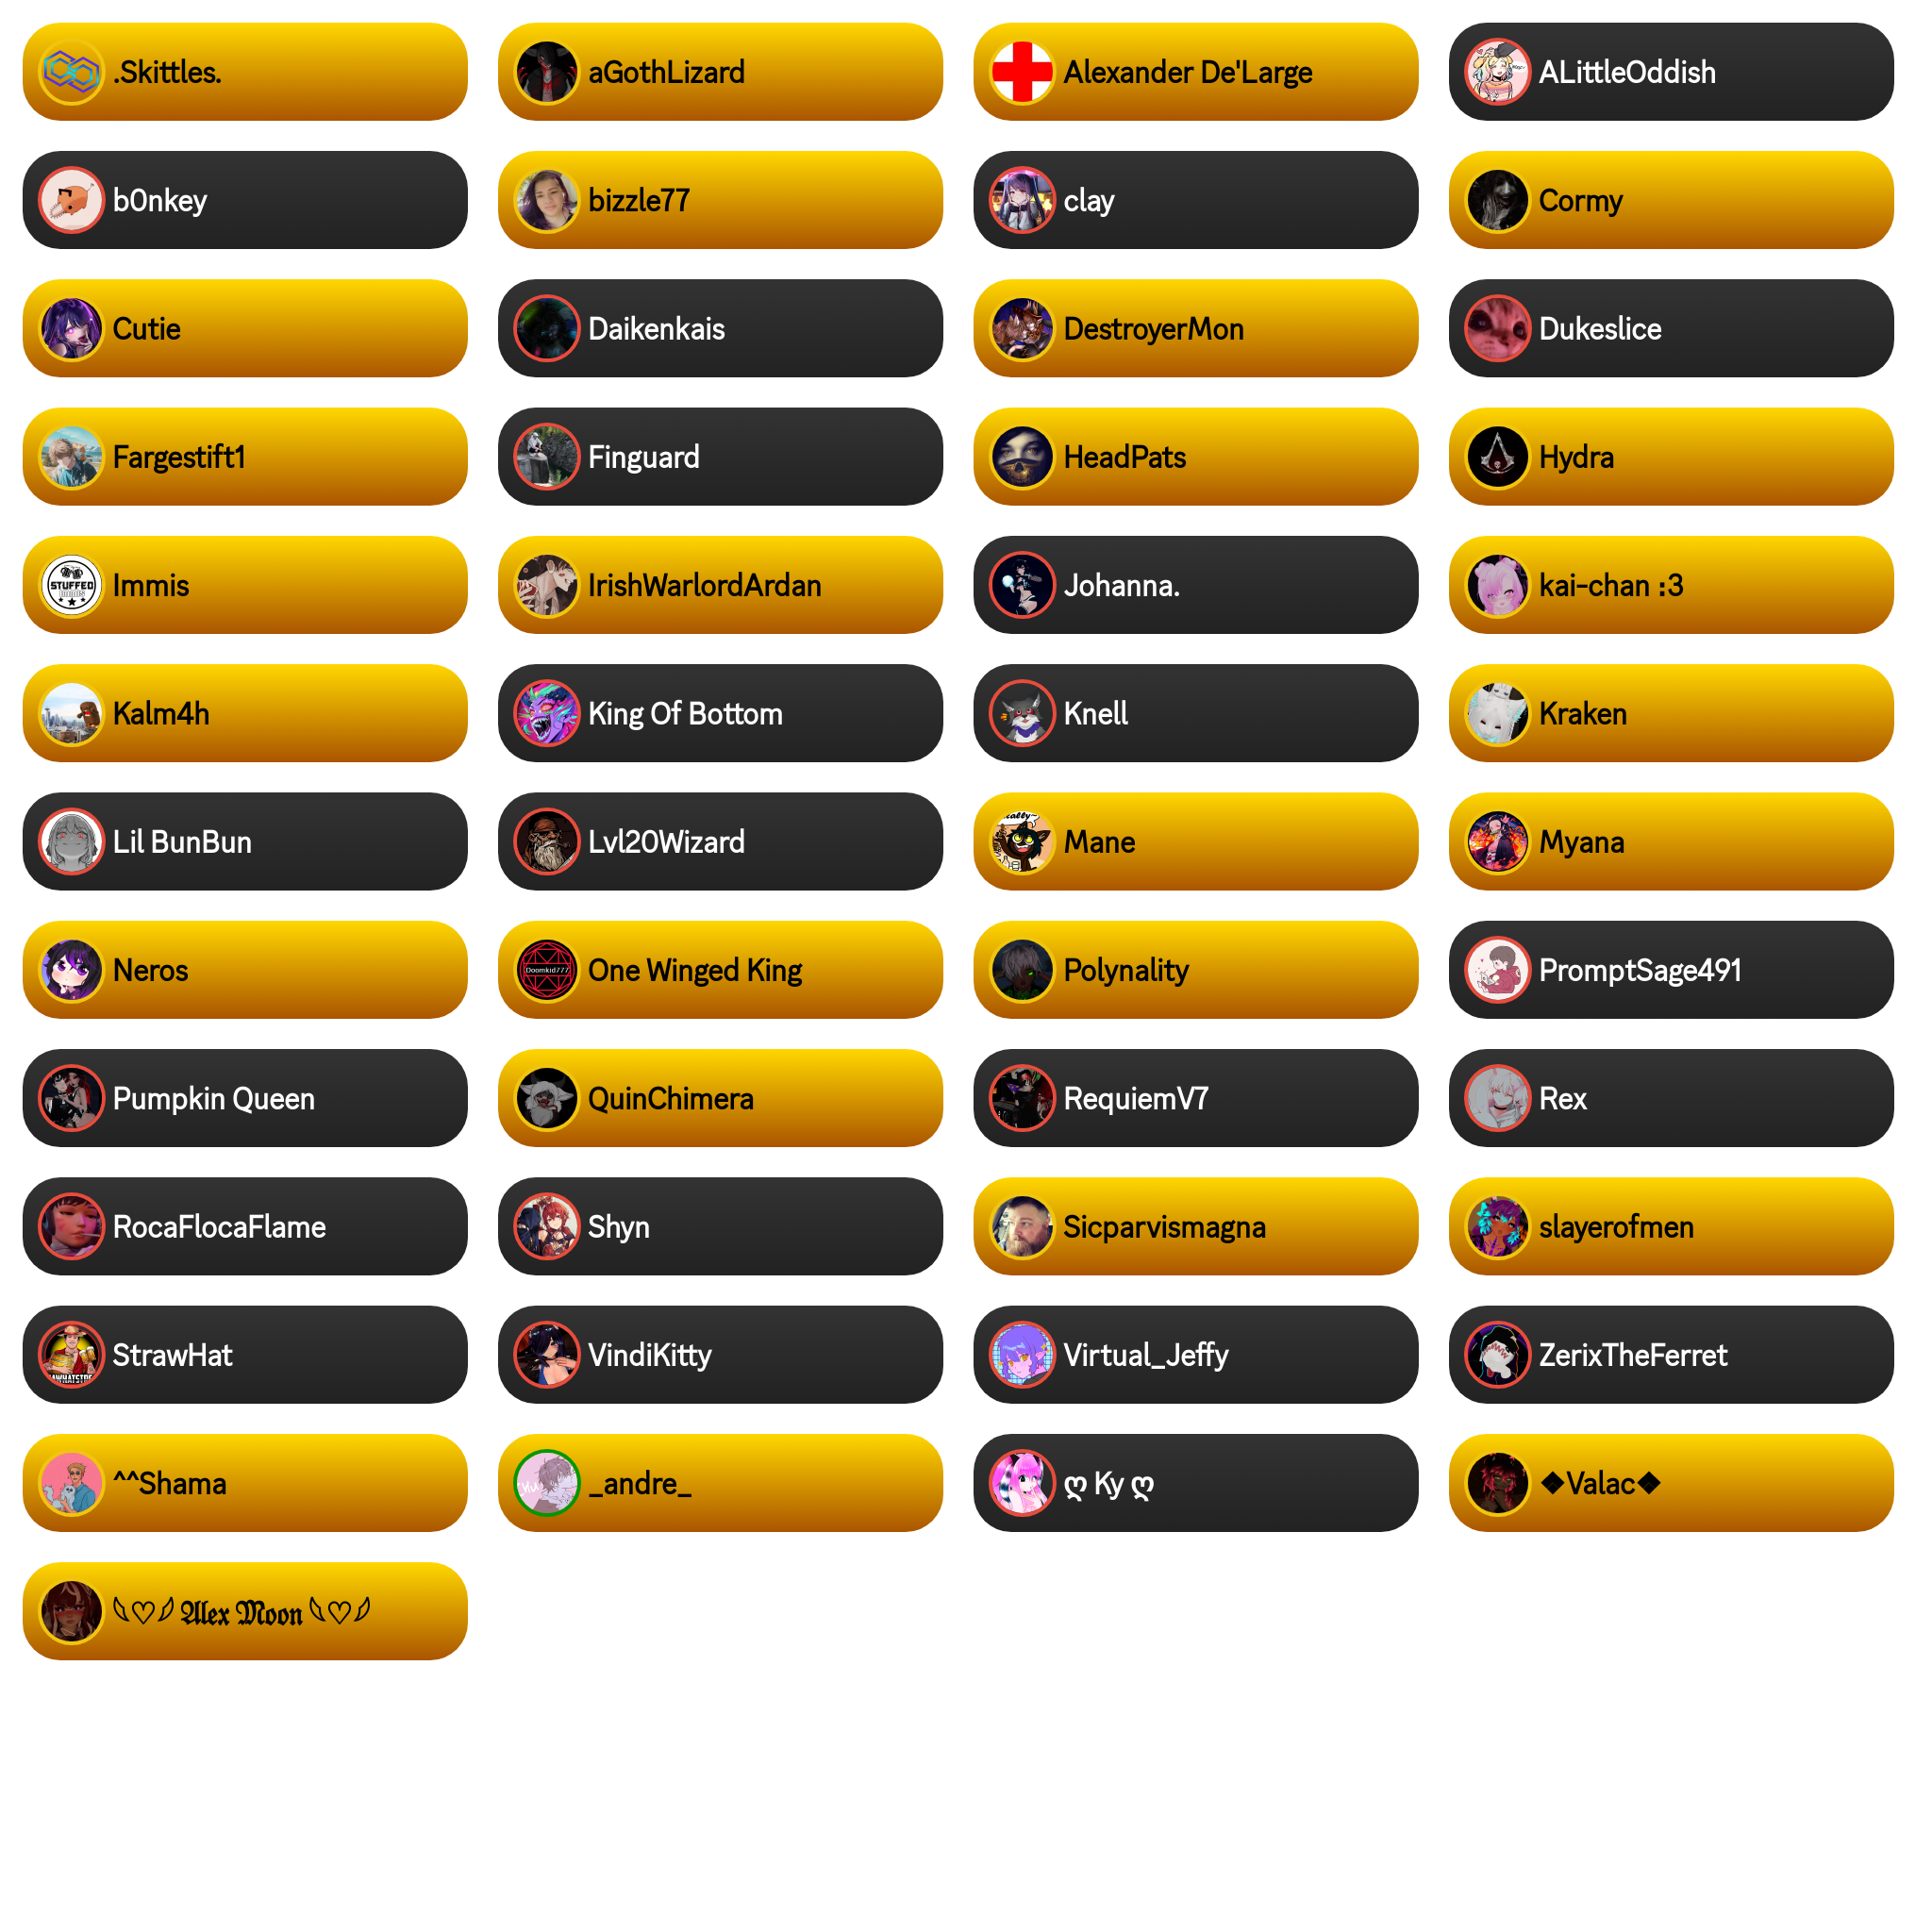 .Skittles.
aGothLizard
Alexander De'Large
ALittleOddish
b0nkey
bizzle77
clay
Cormy
Cutie
Daikenkais
DestroyerMon
Dukeslice
Fargestift1
Finguard
HeadPats
Hydra
STUFFED
Immis
IrishWarlordArdan
Johanna.
kai-chan :3
Kalm4h
King Of Bottom
Knell
Kraken
Lil BunBun
Lvl20Wizard
Mane
Myana
Neros
Doomkid777
One Winged King
Polynality
PromptSage491
Pumpkin Queen
QuinChimera
RequiemV7
Rex
RocaFlocaFlame
Shyn
Sicparvismagna
slayerofmen
StrawHat
VindiKitty
Virtual_Jeffy
ZerixTheFerret
^^Shama
_andre_
ღ Ky ღ
❖Valac❖
𓆩♡𓆪 𝕬𝖑𝖊𝖝 𝕸𝖔𝖔𝖓 𓆩♡𓆪